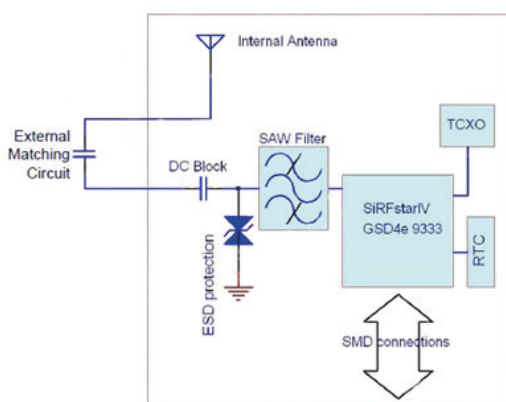 Internal Antenna
External
Matching
Circuit
DC Block
SAW Filter
TCXO
SiRFstarIV
GSD4e 9333
RTC
ESD protection
SMD connections